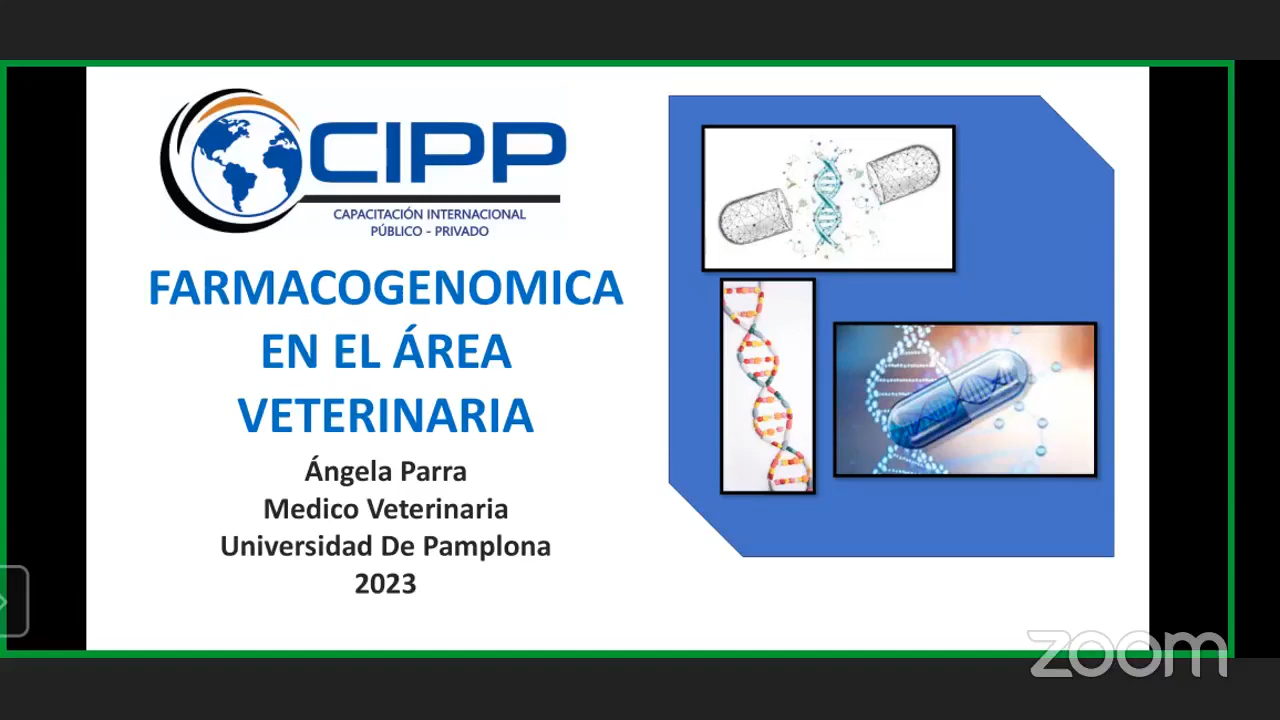 CIPP
CAPACITACIÓN INTERNACIONAL
PÚBLICO - PRIVADO
FARMACOGENOMICA
EN EL ÁREA
VETERINARIA
Ángela Parra
Medico Veterinaria
Universidad De Pamplona
2023
zoom